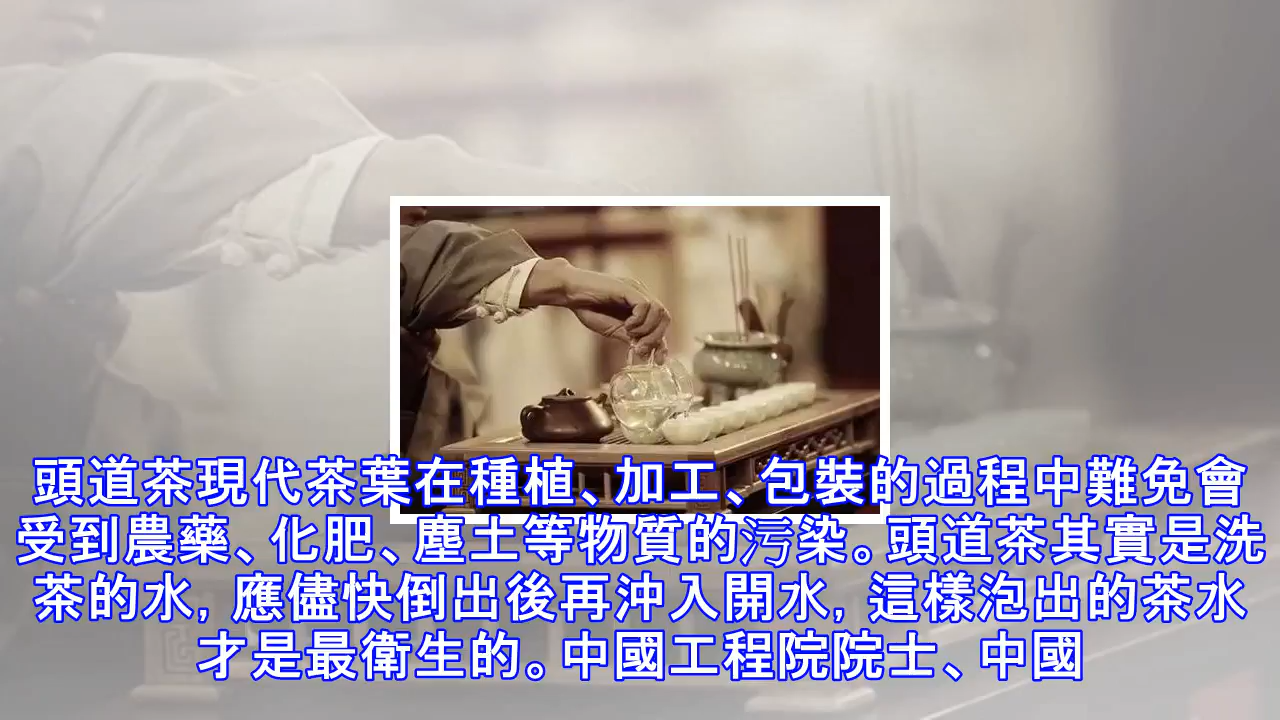 頭道茶現代茶葉在種植、加工、包裝的過程中難免會
受到農藥、化肥、塵土等物質的污染。頭道茶其實是洗
茶的水, 應儘快倒出後再沖入開水, 這樣泡出的茶水
才是最衛生的。中國工程院院士、中國